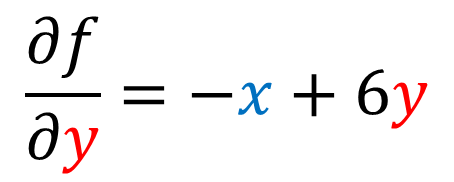 ∂f/∂y = −x + 6y